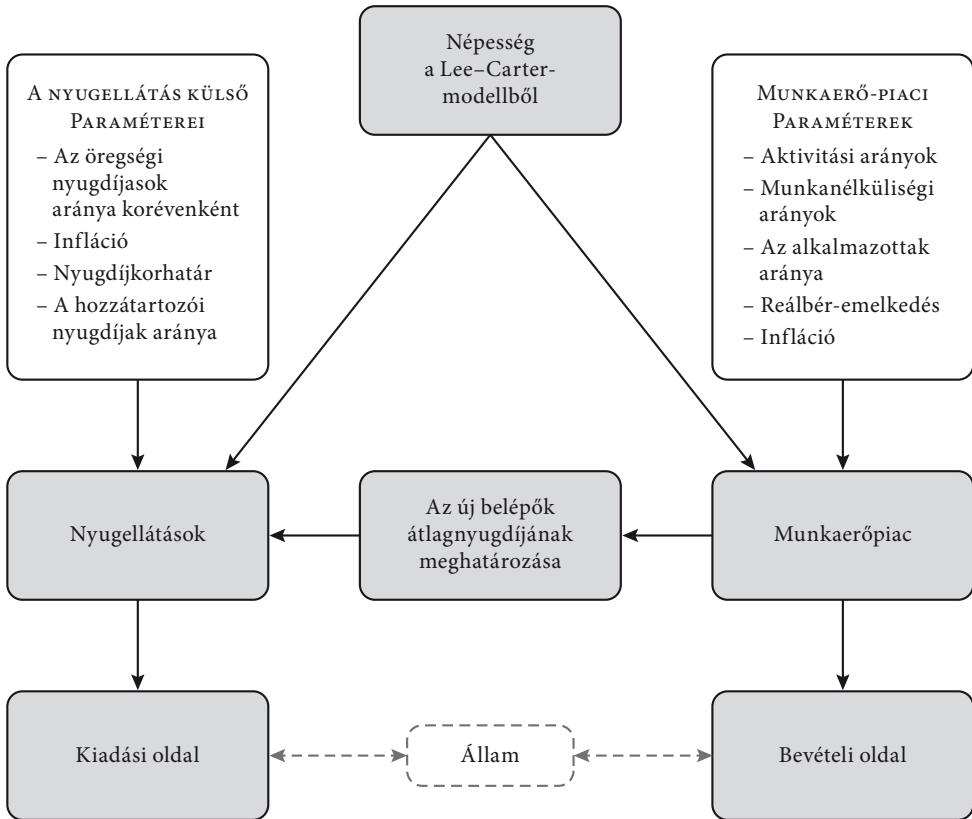 Népesség
a Lee–Carter-
modellből
A NYUGELLÁTÁS KÜLSŐ
PARAMÉTEREI
– Az öregségi
nyugdíjasok
aránya korévenként
– Infláció
– Nyugdíjkorhatár
– A hozzátartozói
nyugdíjak aránya
MUNKAERŐ-PIACI
PARAMÉTEREK
– Aktivitási arányok
– Munkanélküliségi
arányok
– Az alkalmazottak
aránya
– Reálbér-emelkedés
– Infláció
Nyugellátások
Az új belépők
átlagnyugdíjának
meghatározása
Munkaerőpiac
Kiadási oldal
Állam
Bevételi oldal